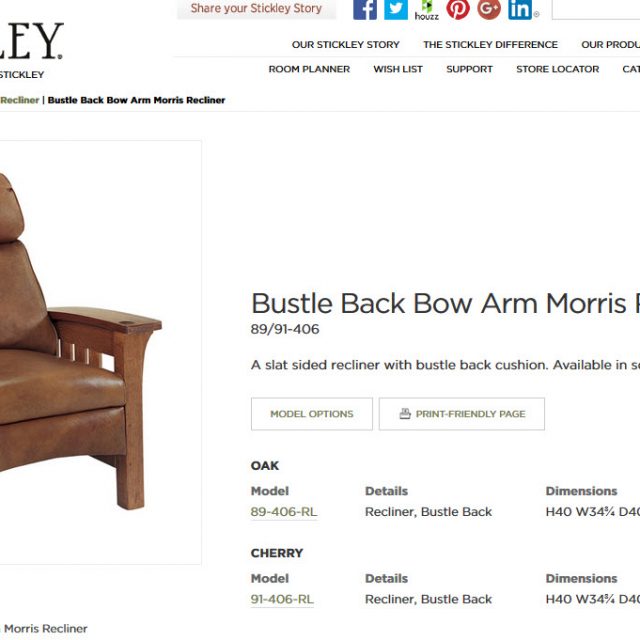 Share your Stickley Story
houzz
LEY®
STICKLEY
OUR STICKLEY STORY THE STICKLEY DIFFERENCE OUR PRODU
ROOM PLANNER WISH LIST SUPPORT STORE LOCATOR CAT
Recliner | Bustle Back Bow Arm Morris Recliner
Bustle Back Bow Arm Morris R
89/91-406
A slat sided recliner with bustle back cushion. Available in so
MODEL OPTIONS PRINT-FRIENDLY PAGE
OAK
Model Details Dimensions
89-406-RL Recliner, Bustle Back H40 W34¾ D40
CHERRY
Model Details Dimensions
91-406-RL Recliner, Bustle Back H40 W34¾ D40
Morris Recliner